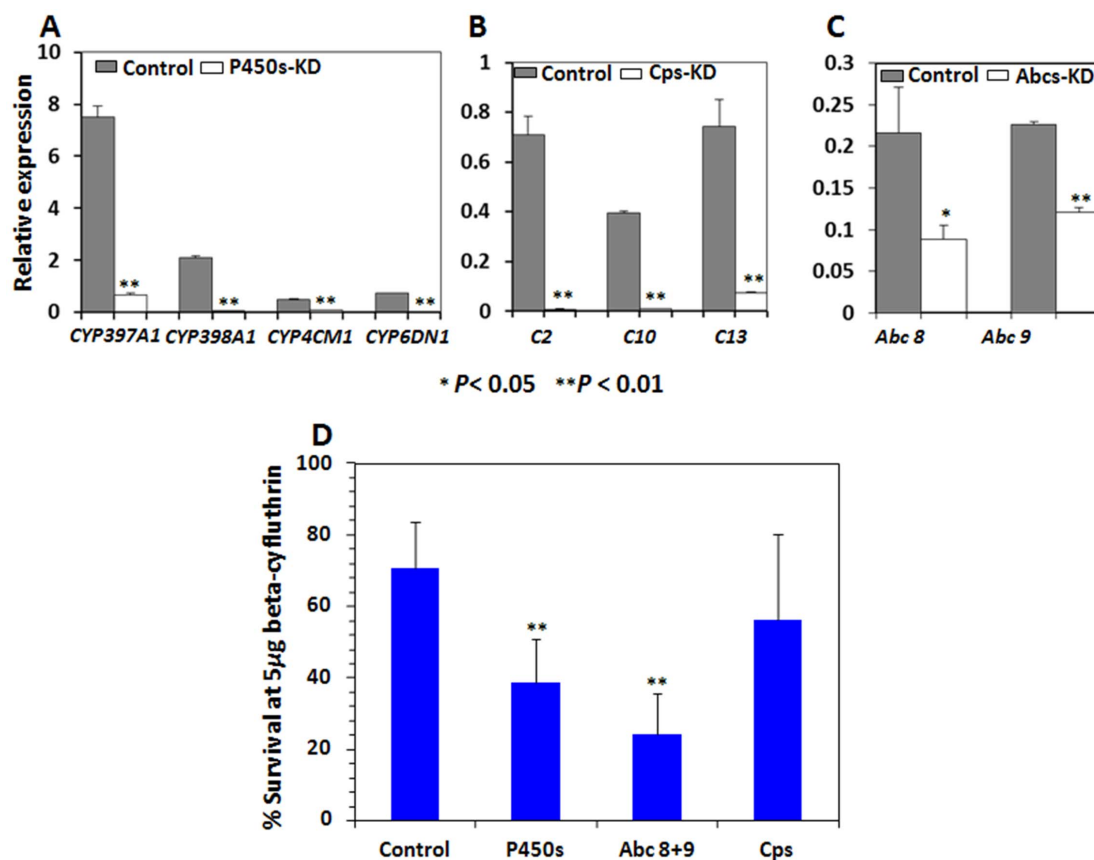 A
Relative expression
10
8
6
4
2
0
Control P450s-KD
**
**
**
**
CYP397A1 CYP398A1 CYP4CM1 CYP6DN1
B
1
0.8
0.6
0.4
0.2
0
Control Cps-KD
**
**
**
C2 C10 C13
C
0.25
0.2
0.15
0.1
0.05
0
Control Abcs-KD
*
**
Abc 8 Abc 9
* P< 0.05 **P < 0.01
D
% Survival at 5µg beta-cyfluthrin
100
80
60
40
20
0
**
**
Control P450s Abc 8+9 Cps